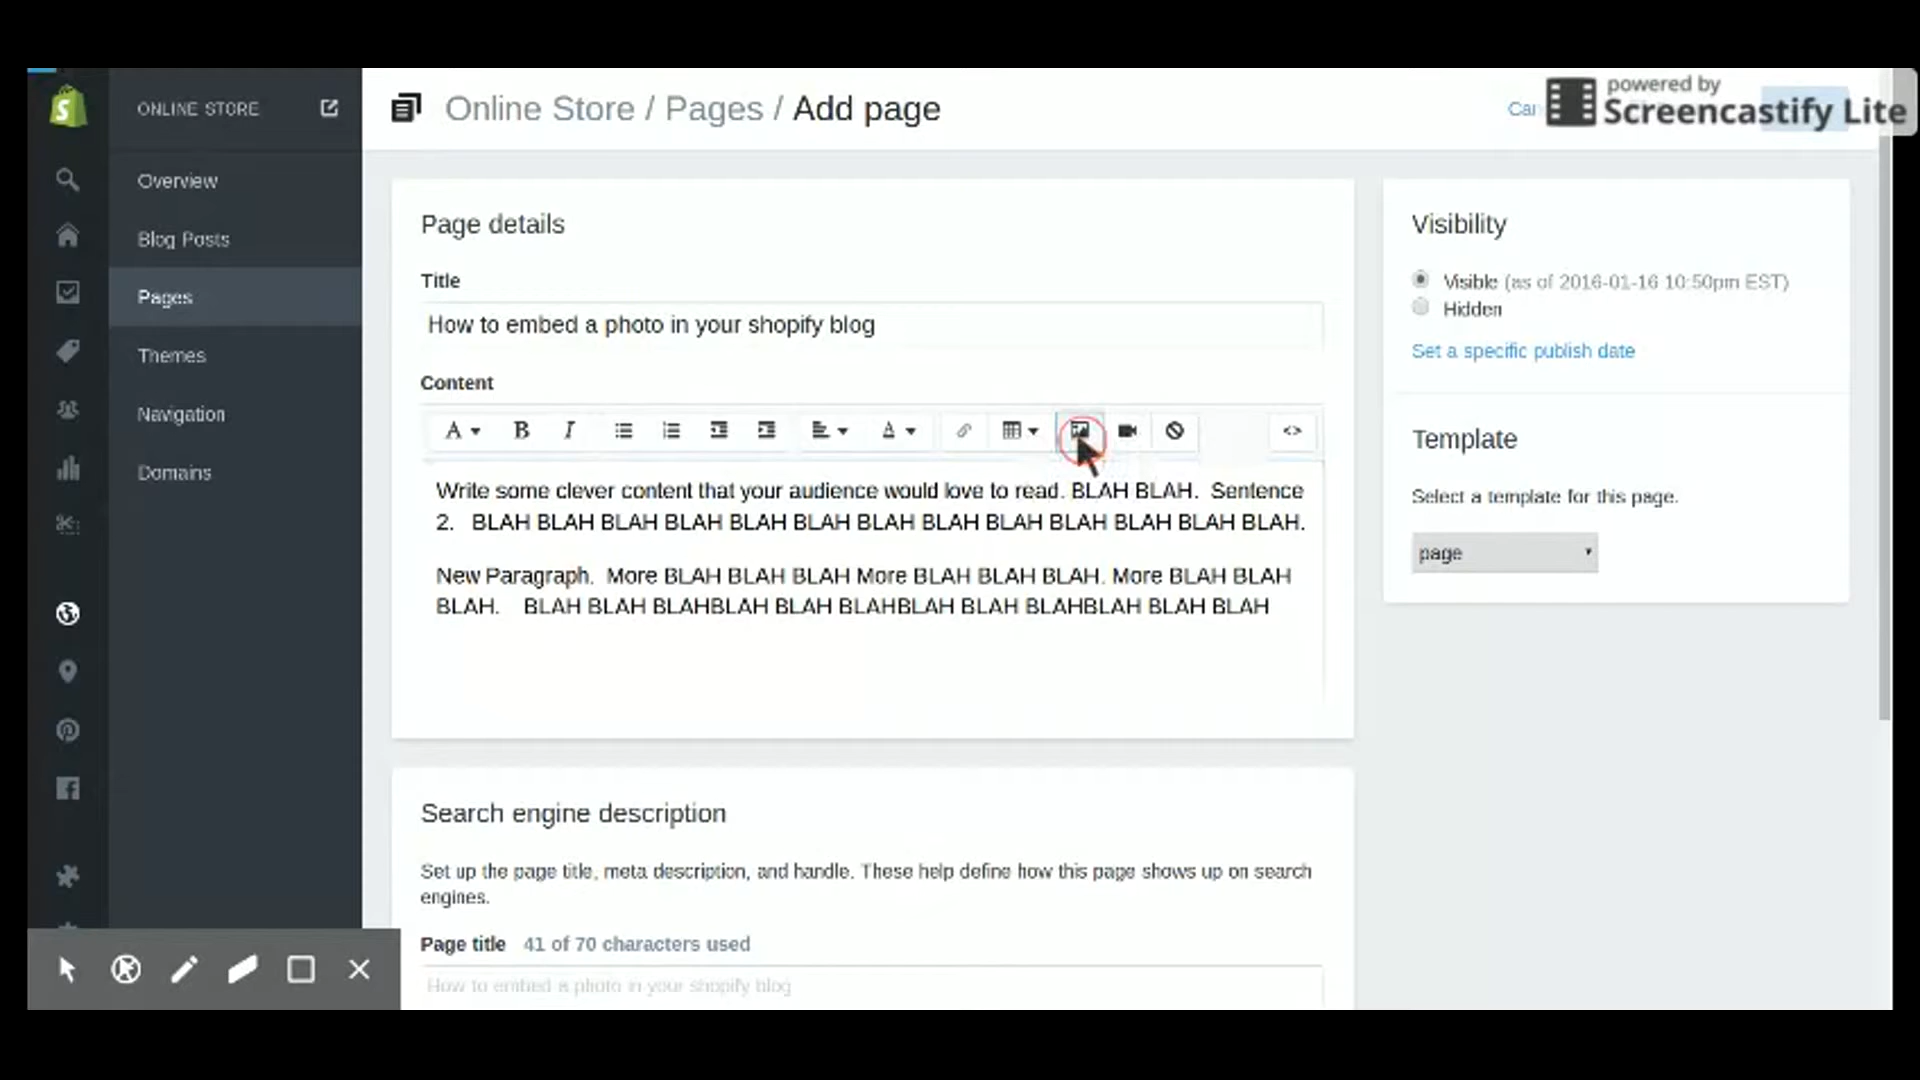 powered by
Screencastify Lite
ONLINE STORE
Online Store / Pages / Add page
Overview
Blog Posts
Pages
Themes
Navigation
Domains
Page details
Title
How to embed a photo in your shopify blog
Content
A
B
I
A
<>
Write some clever content that your audience would love to read. BLAH BLAH.  Sentence
2.   BLAH BLAH BLAH BLAH BLAH BLAH BLAH BLAH BLAH BLAH BLAH BLAH BLAH.
New Paragraph.  More BLAH BLAH BLAH More BLAH BLAH BLAH. More BLAH BLAH
BLAH.    BLAH BLAH BLAHBLAH BLAH BLAHBLAH BLAH BLAHBLAH BLAH BLAH
Search engine description
Set up the page title, meta description, and handle. These help define how this page shows up on search
engines.
Page title   41 of 70 characters used
How to embed a photo in your shopify blog
Visibility
Visible (as of 2016-01-16 10:50pm EST)
Hidden
Set a specific publish date
Template
Select a template for this page.
page